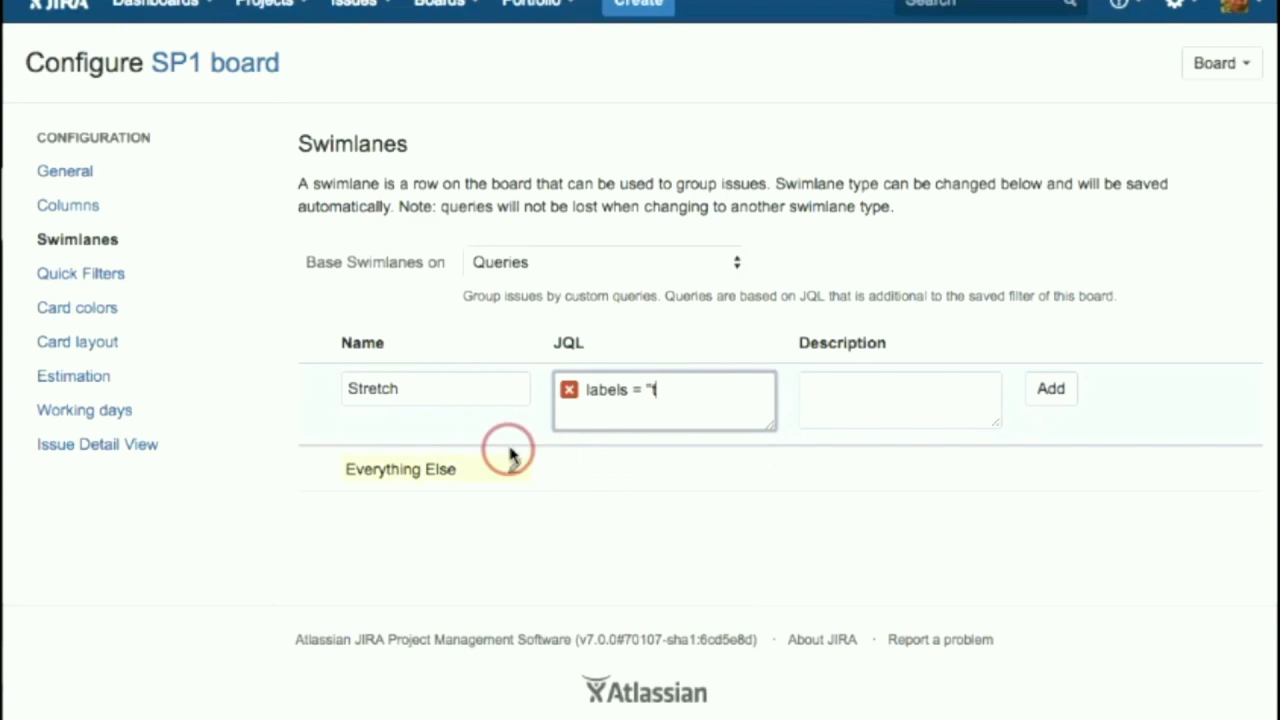 JIRA Dashboards Projects Issues Boards Portfolio Create Search
Configure SP1 board
Board
CONFIGURATION
General
Columns
Swimlanes
Quick Filters
Card colors
Card layout
Estimation
Working days
Issue Detail View
Swimlanes
A swimlane is a row on the board that can be used to group issues. Swimlane type can be changed below and will be saved
automatically. Note: queries will not be lost when changing to another swimlane type.
Base Swimlanes on Queries
Group issues by custom queries. Queries are based on JQL that is additional to the saved filter of this board.
Name JQL Description
Stretch labels = "t Add
Everything Else
Atlassian JIRA Project Management Software (v7.0.0#70107-sha1:6cd5e8d) · About JIRA · Report a problem
Atlassian